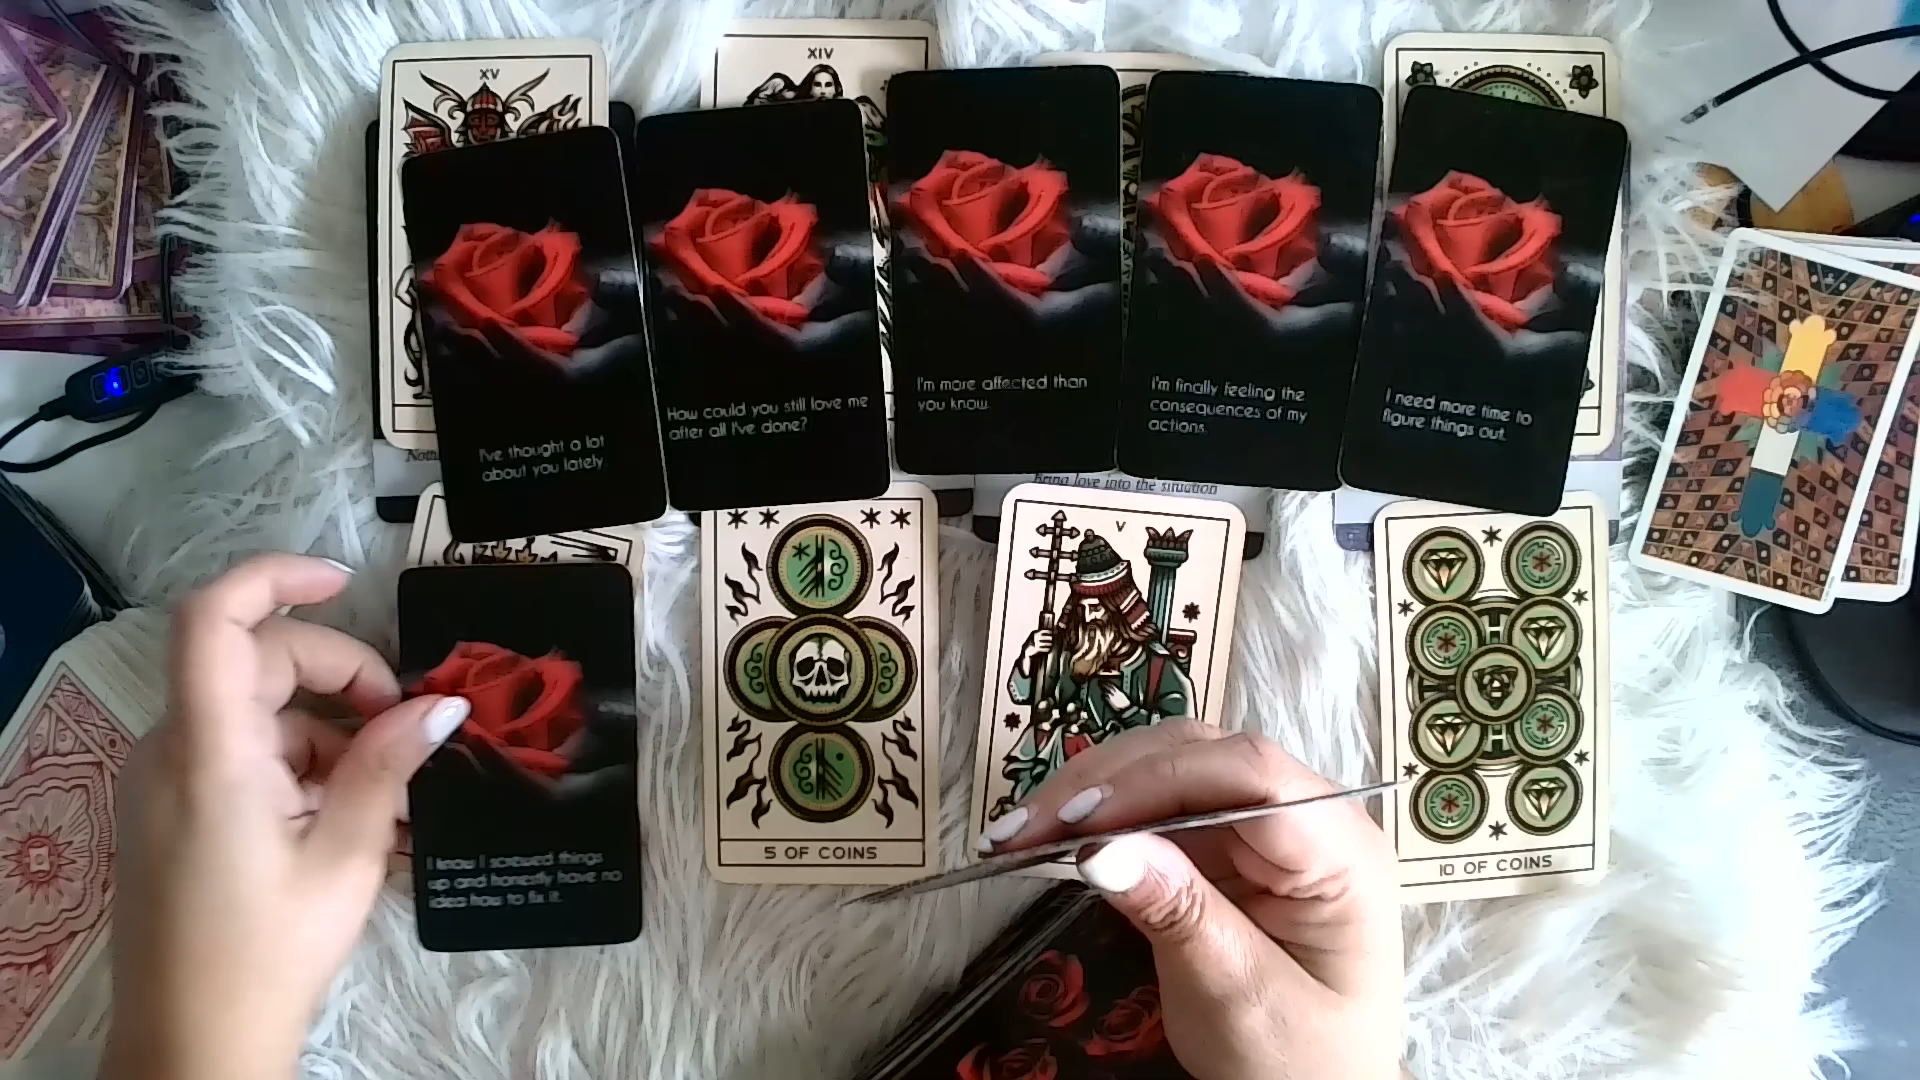 XV
XIV
I've thought a lot
about you lately.
How could you still love me
after all I've done?
I'm more affected than
you know.
I'm finally feeling the
consequences of my
actions.
I need more time to
figure things out.
Bring love into the situation
V
I know I screwed things
up and honestly have no
idea how to fix it.
5 OF COINS
10 OF COINS